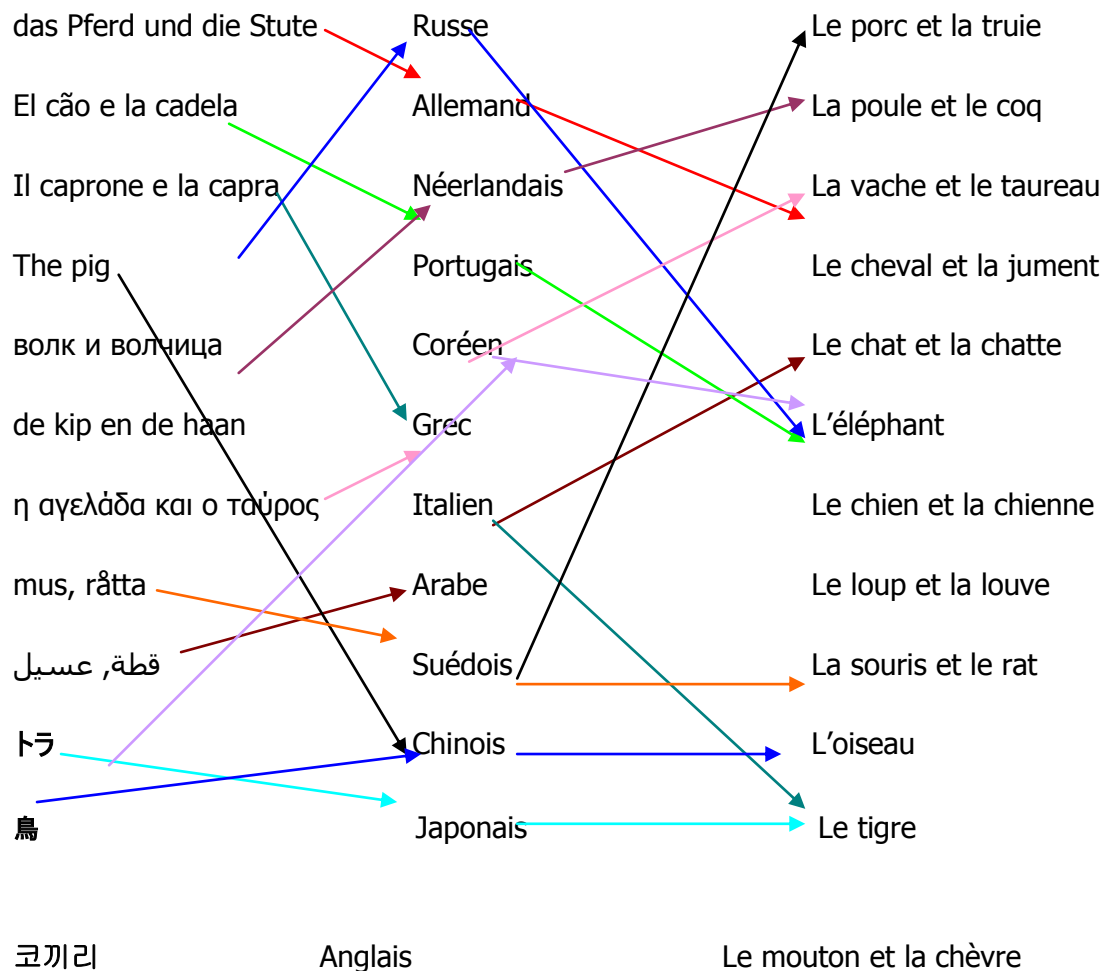 das Pferd und die Stute Russe Le porc et la truie
El cão e la cadela Allemand La poule et le coq
Il caprone e la capra Néerlandais La vache et le taureau
The pig Portugais Le cheval et la jument
волк и волчица Coréen Le chat et la chatte
de kip en de haan Grec L’éléphant
η αγελάδα και ο ταύρος Italien Le chien et la chienne
mus, råtta Arabe Le loup et la louve
قطة, عسيل Suédois La souris et le rat
トラ Chinois L’oiseau
鳥 Japonais Le tigre
코끼리 Anglais Le mouton et la chèvre